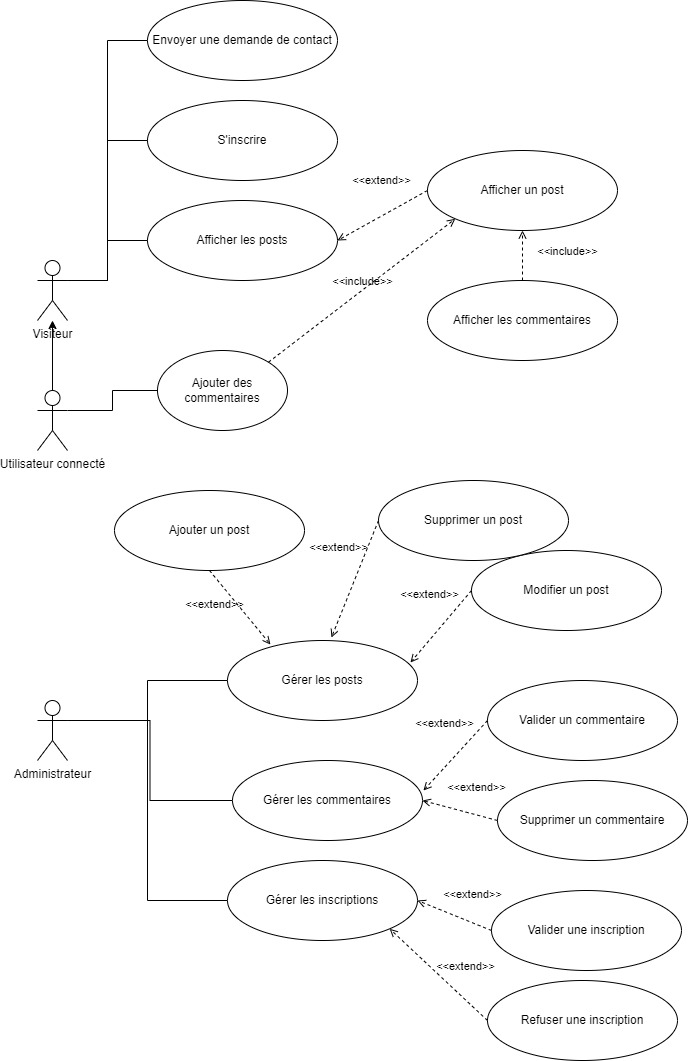 Envoyer une demande de contact
S'inscrire
<<extend>>
Afficher un post
Afficher les posts
<<include>>
<<include>>
Afficher les commentaires
Visiteur
Ajouter des
commentaires
Utilisateur connecté
Ajouter un post
Supprimer un post
<<extend>>
Modifier un post
<<extend>>
<<extend>>
Gérer les posts
Valider un commentaire
<<extend>>
Administrateur
<<extend>>
Gérer les commentaires
Supprimer un commentaire
<<extend>>
Gérer les inscriptions
Valider une inscription
<<extend>>
Refuser une inscription